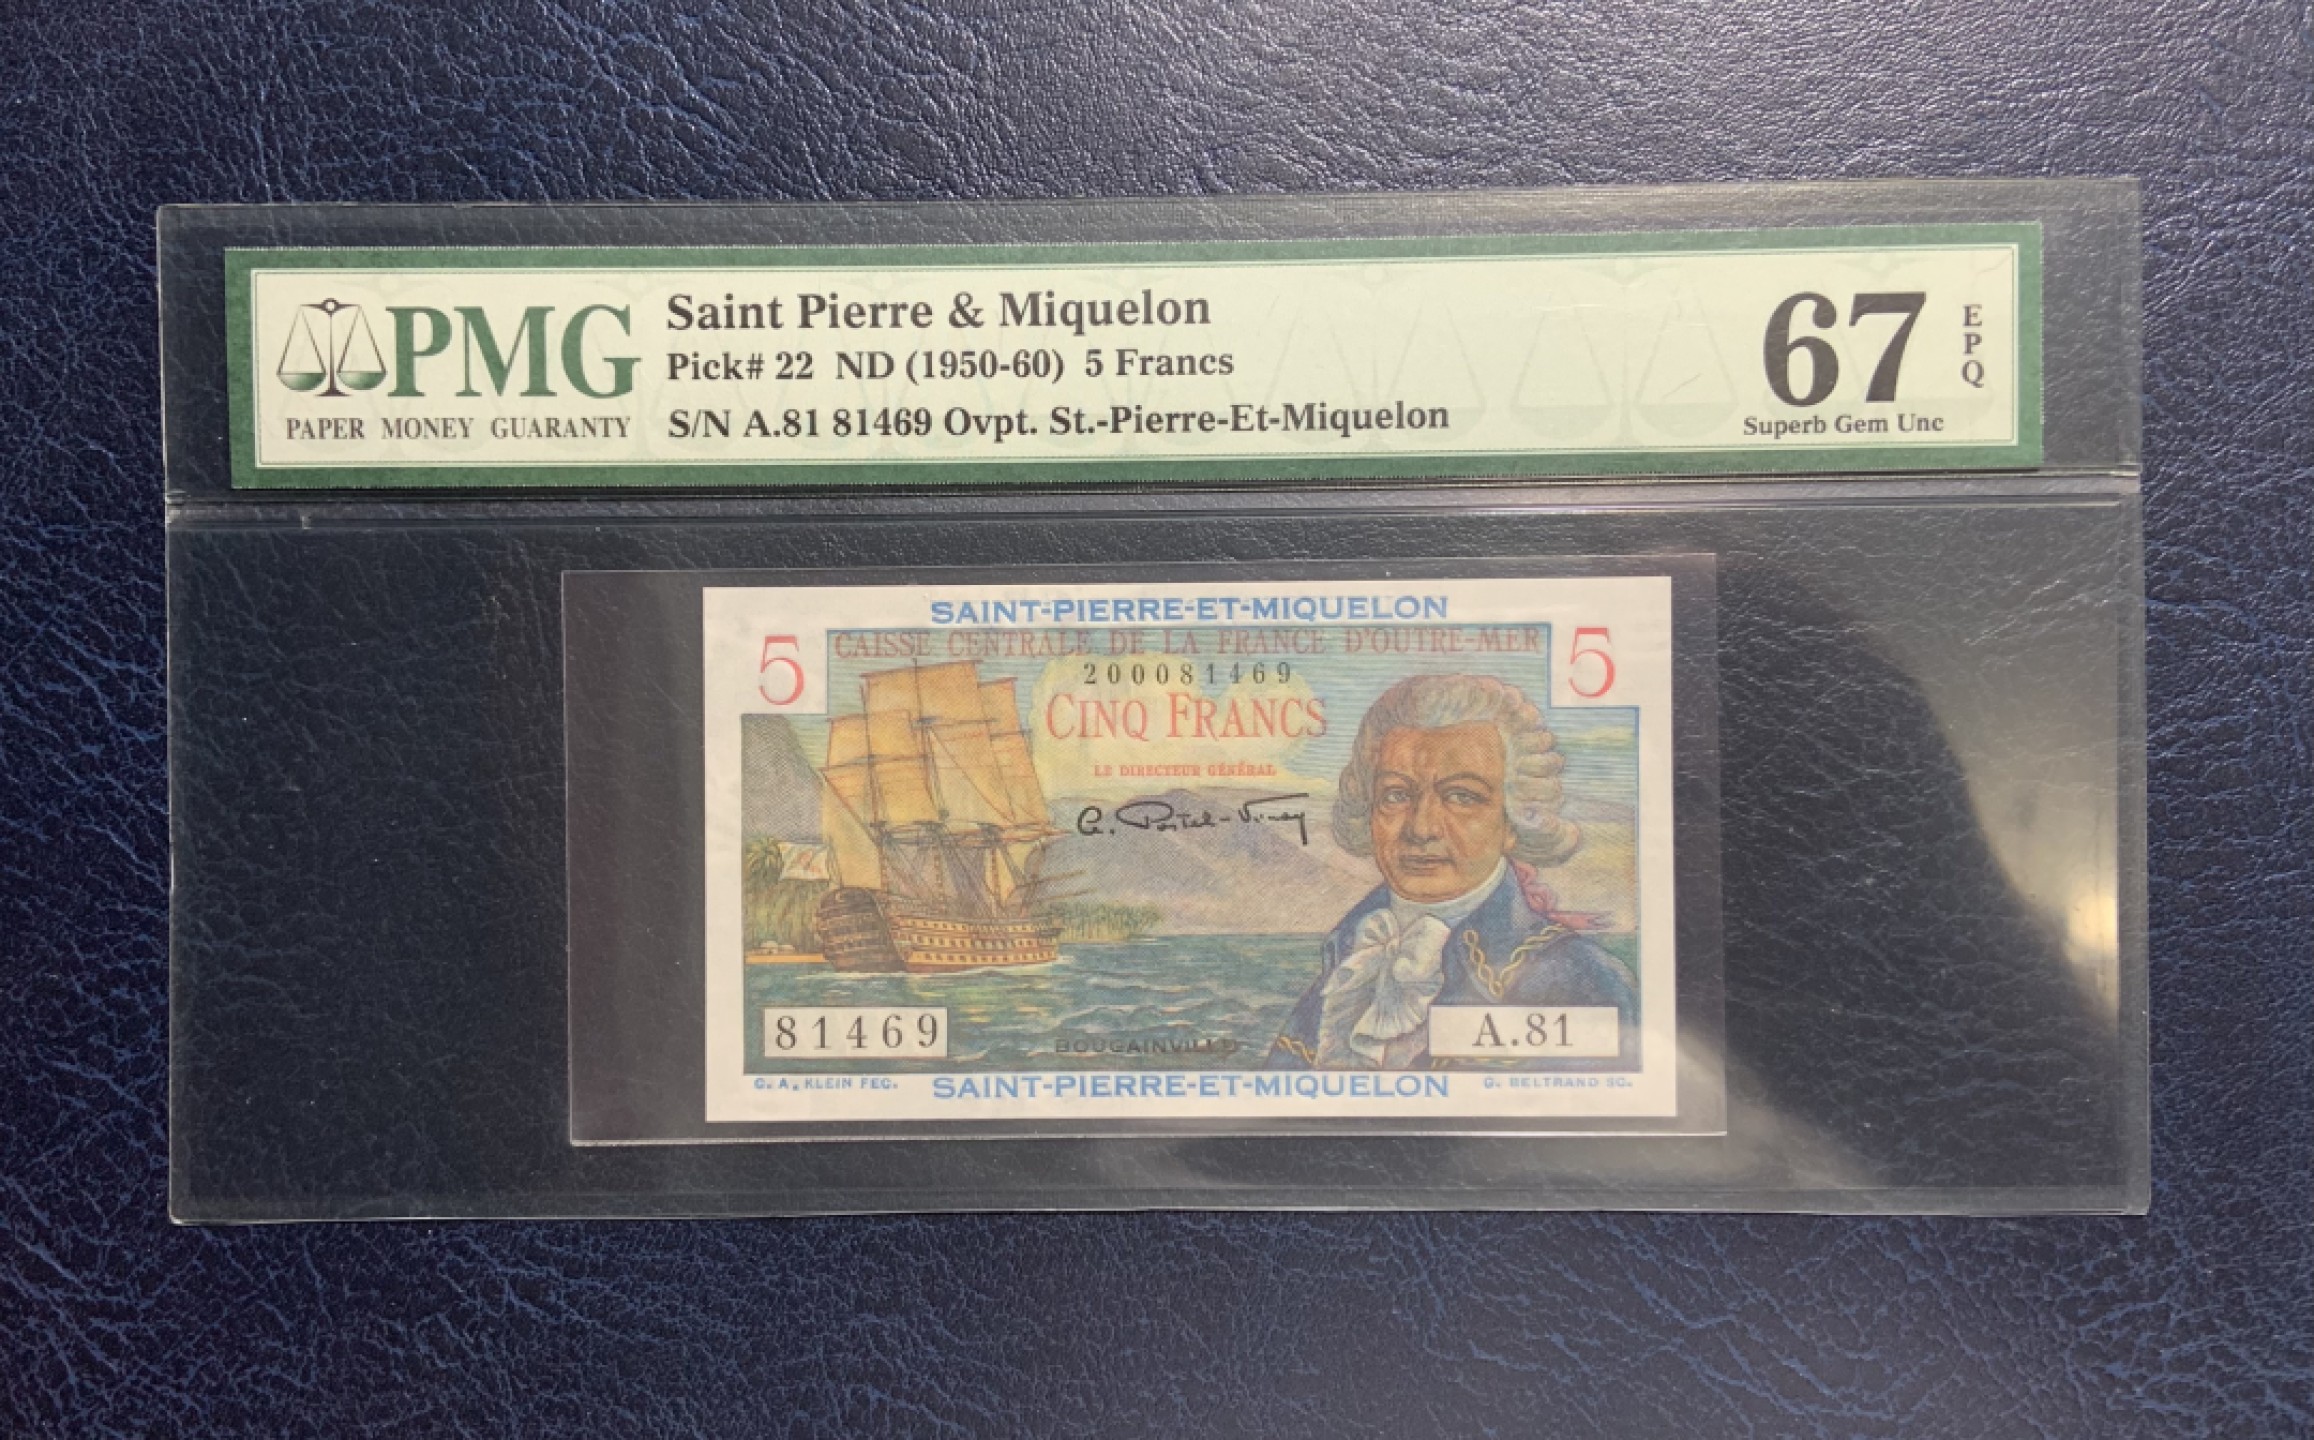 PMG
PAPER MONEY GUARANTY
Saint Pierre & Miquelon
Pick# 22 ND (1950-60) 5 Francs
S/N A.81 81469 Ovpt. St.-Pierre-Et-Miquelon
67
EPQ
Superb Gem Unc
SAINT-PIERRE-ET-MIQUELON
5 CAISSE CENTRALE DE LA FRANCE D'OUTRE-MER 5
200081469
CINQ FRANCS
LE DIRECTEUR GÉNÉRAL
G. Postel-Vinay
81469
BOUGAINVILLE
A.81
C. A. KLEIN FEC.
SAINT-PIERRE-ET-MIQUELON
G. BELTRAND SC.